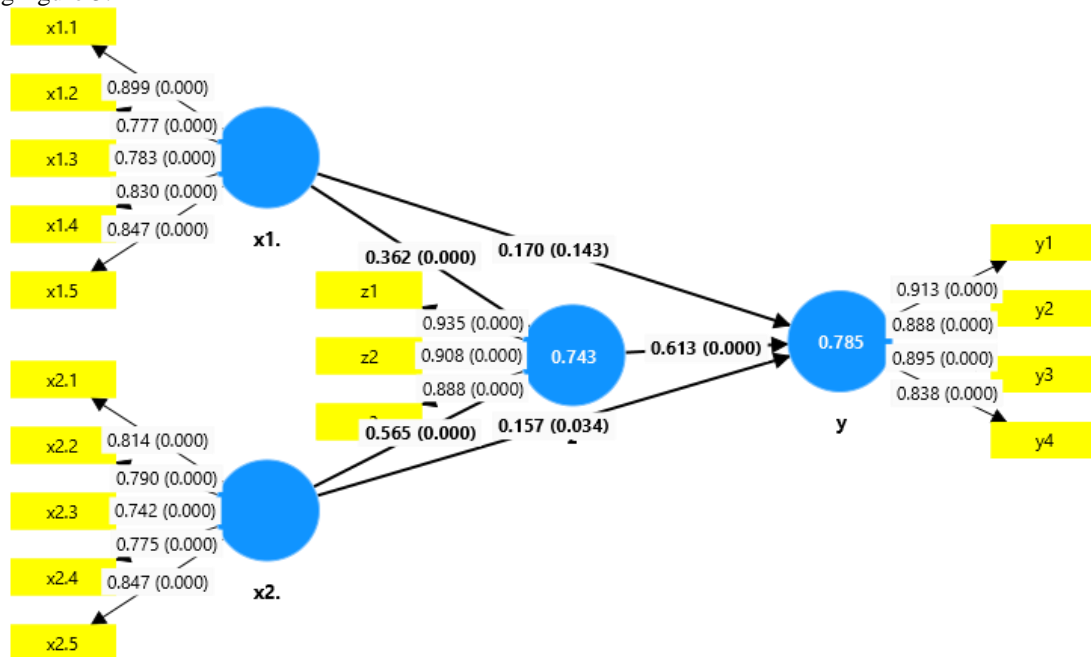 x1.1
x1.2
x1.3
x1.4
x1.5
0.899 (0.000)
0.777 (0.000)
0.783 (0.000)
0.830 (0.000)
0.847 (0.000)
x1.
0.362 (0.000)
0.170 (0.143)
z1
z2
0.935 (0.000)
0.908 (0.000)
0.888 (0.000)
0.743
0.613 (0.000)
0.565 (0.000)
0.157 (0.034)
0.785
y
0.913 (0.000)
0.888 (0.000)
0.895 (0.000)
0.838 (0.000)
y1
y2
y3
y4
x2.1
x2.2
x2.3
x2.4
x2.5
0.814 (0.000)
0.790 (0.000)
0.742 (0.000)
0.775 (0.000)
0.847 (0.000)
x2.